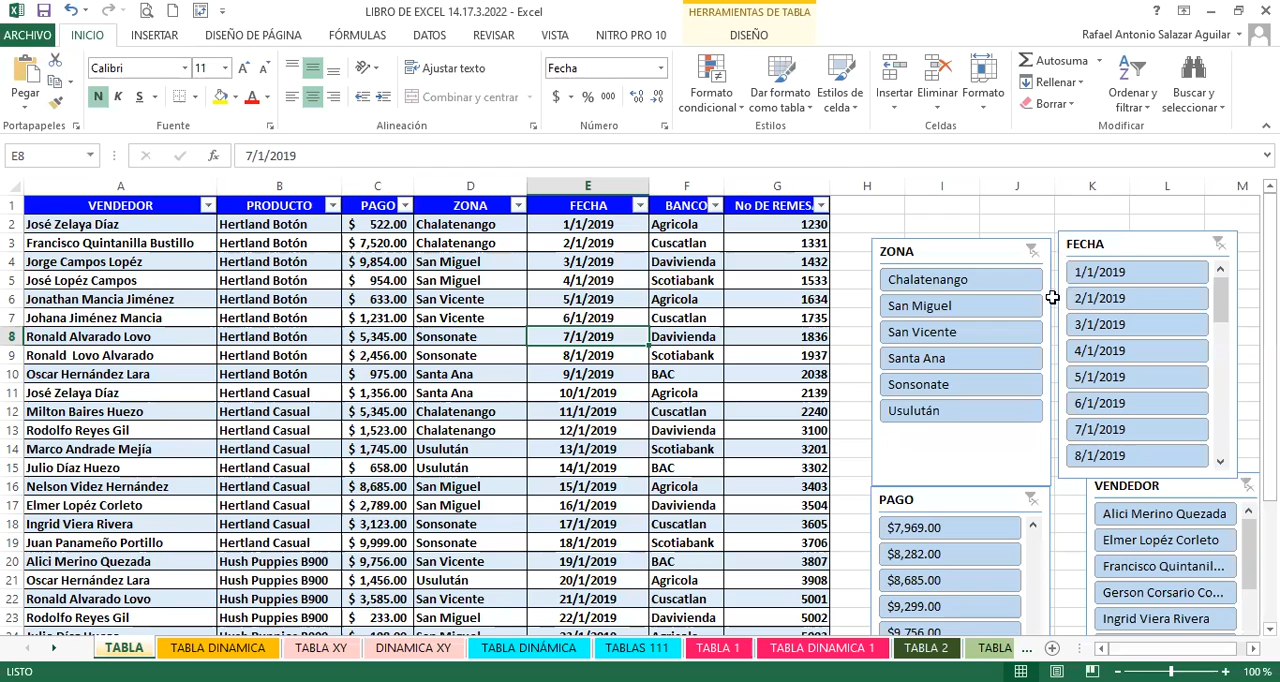 LIBRO DE EXCEL 14.17.3.2022 - Excel
HERRAMIENTAS DE TABLA
ARCHIVO INICIO INSERTAR DISEÑO DE PÁGINA FÓRMULAS DATOS REVISAR VISTA NITRO PRO 10 DISEÑO
Rafael Antonio Salazar Aguilar
Pegar
Calibri 11
N K S
Ajustar texto
Combinar y centrar
Fecha
$ % 000
Formato condicional
Dar formato como tabla
Estilos de celda
Insertar Eliminar Formato
Autosuma
Rellenar
Borrar
Ordenar y filtrar
Buscar y seleccionar
Portapapeles Fuente Alineación Número Estilos Celdas Modificar
E8 fx 7/1/2019
A B C D E F G H I J K L M
1 VENDEDOR PRODUCTO PAGO ZONA FECHA BANCO No DE REMES
2 José Zelaya Díaz Hertland Botón $ 522.00 Chalatenango 1/1/2019 Agricola 1230
3 Francisco Quintanilla Bustillo Hertland Botón $ 7,520.00 Chalatenango 2/1/2019 Cuscatlan 1331
4 Jorge Campos Lopéz Hertland Botón $ 9,854.00 San Miguel 3/1/2019 Davivienda 1432
5 José Lopéz Campos Hertland Botón $ 954.00 San Miguel 4/1/2019 Scotiabank 1533
6 Jonathan Mancia Jiménez Hertland Botón $ 633.00 San Vicente 5/1/2019 Agricola 1634
7 Johana Jiménez Mancia Hertland Botón $ 1,231.00 San Vicente 6/1/2019 Cuscatlan 1735
8 Ronald Alvarado Lovo Hertland Botón $ 5,345.00 Sonsonate 7/1/2019 Davivienda 1836
9 Ronald Lovo Alvarado Hertland Botón $ 2,456.00 Sonsonate 8/1/2019 Scotiabank 1937
10 Oscar Hernández Lara Hertland Botón $ 975.00 Santa Ana 9/1/2019 BAC 2038
11 José Zelaya Díaz Hertland Casual $ 1,356.00 Santa Ana 10/1/2019 Agricola 2139
12 Milton Baires Huezo Hertland Casual $ 5,345.00 Chalatenango 11/1/2019 Cuscatlan 2240
13 Rodolfo Reyes Gil Hertland Casual $ 1,523.00 Chalatenango 12/1/2019 Davivienda 3100
14 Marco Andrade Mejía Hertland Casual $ 1,745.00 Usulután 13/1/2019 Scotiabank 3201
15 Julio Díaz Huezo Hertland Casual $ 658.00 Usulután 14/1/2019 BAC 3302
16 Nelson Videz Hernández Hertland Casual $ 8,685.00 San Miguel 15/1/2019 Agricola 3403
17 Elmer Lopéz Corleto Hertland Casual $ 2,789.00 San Miguel 16/1/2019 Davivienda 3504
18 Ingrid Viera Rivera Hertland Casual $ 3,123.00 Sonsonate 17/1/2019 Cuscatlan 3605
19 Juan Panameño Portillo Hertland Casual $ 9,999.00 Sonsonate 18/1/2019 Scotiabank 3706
20 Alici Merino Quezada Hush Puppies B900 $ 9,756.00 San Vicente 19/1/2019 BAC 3807
21 Oscar Hernández Lara Hush Puppies B900 $ 1,456.00 Usulután 20/1/2019 Agricola 3908
22 Ronald Alvarado Lovo Hush Puppies B900 $ 3,585.00 San Vicente 21/1/2019 Cuscatlan 5001
23 Rodolfo Reyes Gil Hush Puppies B900 $ 233.00 San Miguel 22/1/2019 Davivienda 5002
ZONA
Chalatenango
San Miguel
San Vicente
Santa Ana
Sonsonate
Usulután
FECHA
1/1/2019
2/1/2019
3/1/2019
4/1/2019
5/1/2019
6/1/2019
7/1/2019
8/1/2019
PAGO
$7,969.00
$8,282.00
$8,685.00
$9,299.00
$9,756.00
VENDEDOR
Alici Merino Quezada
Elmer Lopéz Corleto
Francisco Quintanil...
Gerson Corsario Co...
Ingrid Viera Rivera
TABLA TABLA DINAMICA TABLA XY DINAMICA XY TABLA DINÁMICA TABLAS 111 TABLA 1 TABLA DINAMICA 1 TABLA 2 TABLA ...
LISTO 100 %